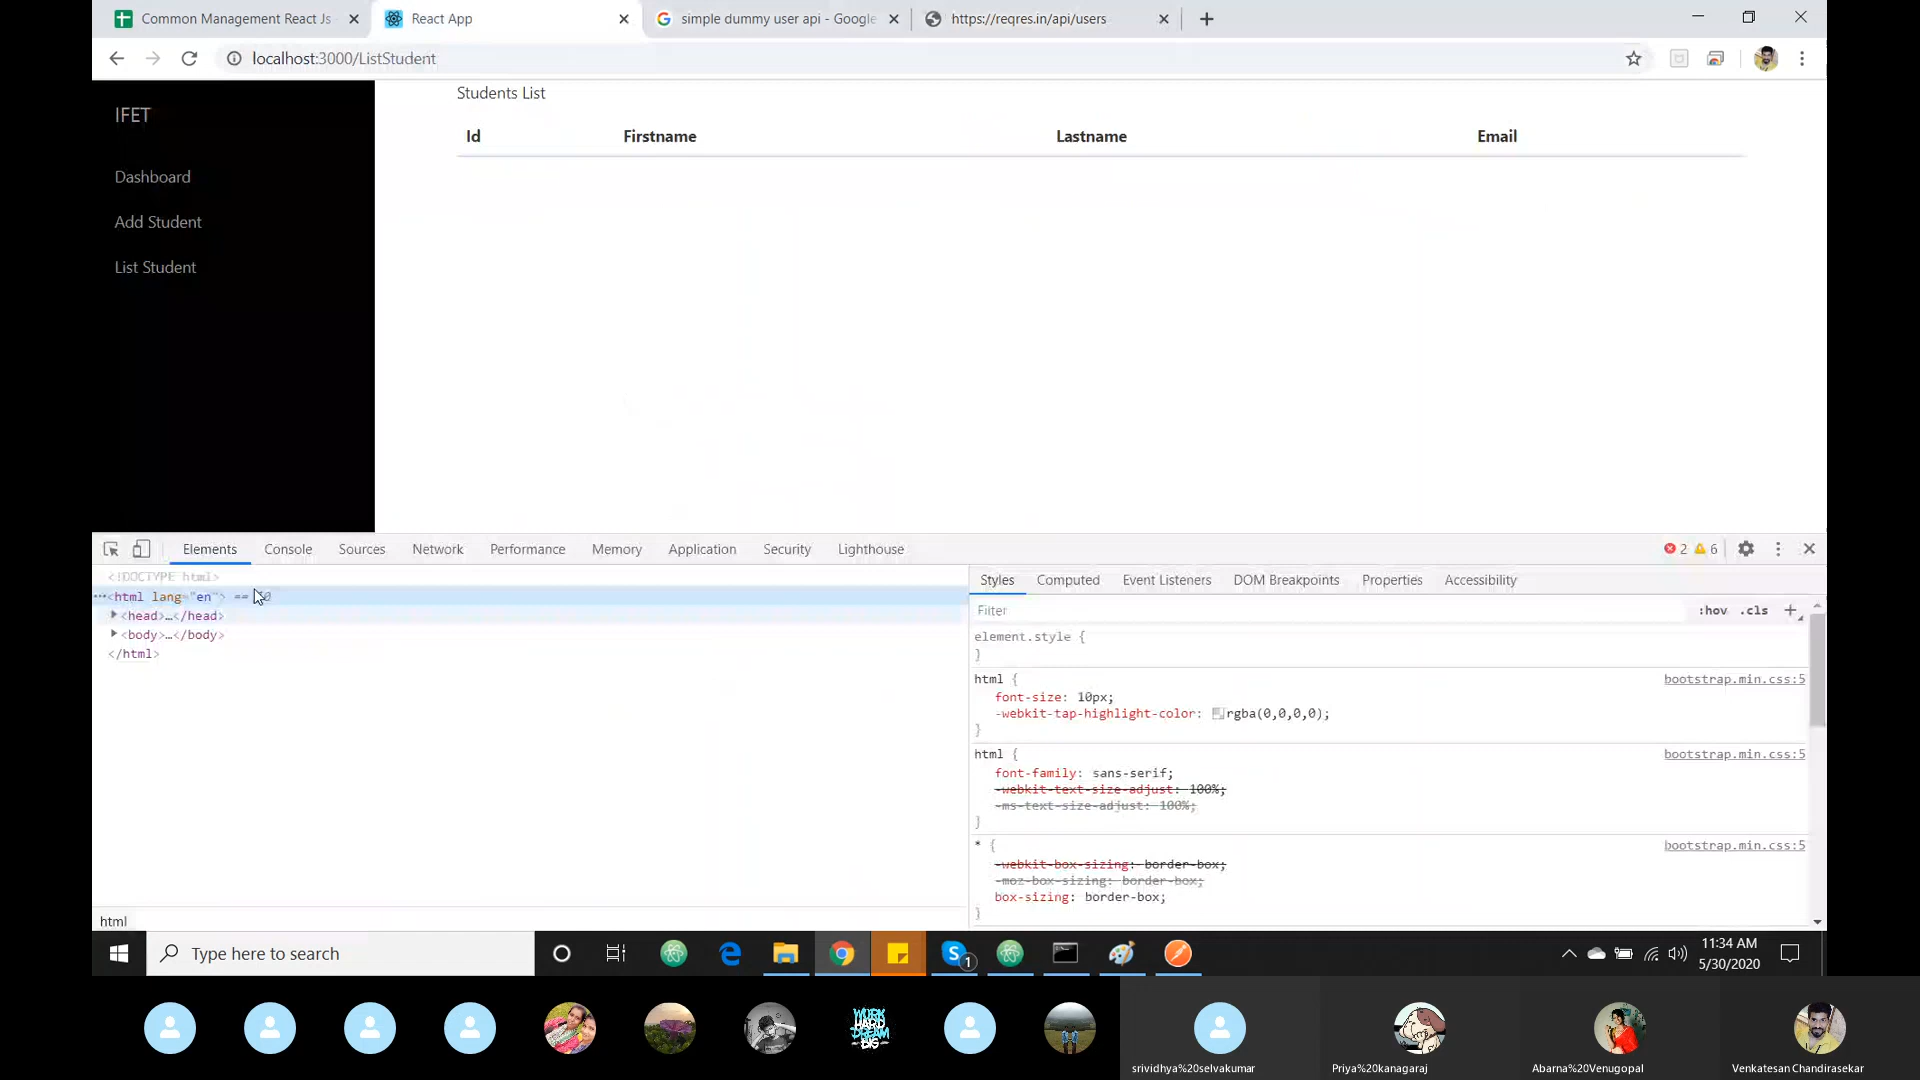 Common Management React Js
React App
simple dummy user api - Google
https://reqres.in/api/users
localhost:3000/ListStudent
IFET
Dashboard
Add Student
List Student
Students List
Id Firstname Lastname Email
Elements Console Sources Network Performance Memory Application Security Lighthouse 2 6
<!DOCTYPE html>
<html lang="en"> == $0
<head>…</head>
<body>…</body>
</html>
html
Styles Computed Event Listeners DOM Breakpoints Properties Accessibility
Filter :hov .cls +
element.style {
}
html { bootstrap.min.css:5
font-size: 10px;
-webkit-tap-highlight-color: rgba(0,0,0,0);
}
html { bootstrap.min.css:5
font-family: sans-serif;
-webkit-text-size-adjust: 100%;
-ms-text-size-adjust: 100%;
}
* { bootstrap.min.css:5
-webkit-box-sizing: border-box;
-moz-box-sizing: border-box;
box-sizing: border-box;
}
Type here to search
1
11:34 AM
5/30/2020
WORK
HARD
DREAM
BIG
srividhya%20selvakumar
Priya%20kanagaraj
Abarna%20Venugopal
Venkatesan Chandirasekar